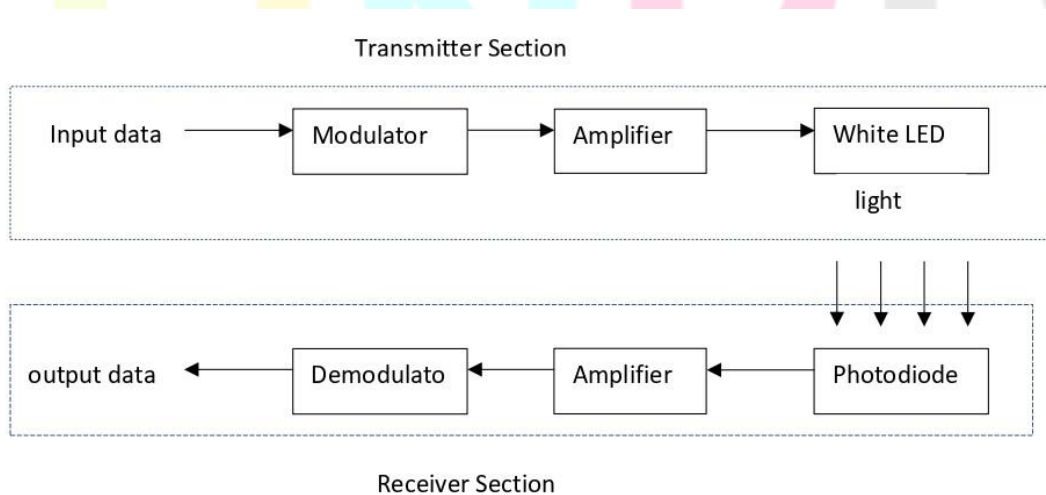 Transmitter Section
Input data
Modulator
Amplifier
White LED
light
output data
Demodulato
Amplifier
Photodiode
Receiver Section